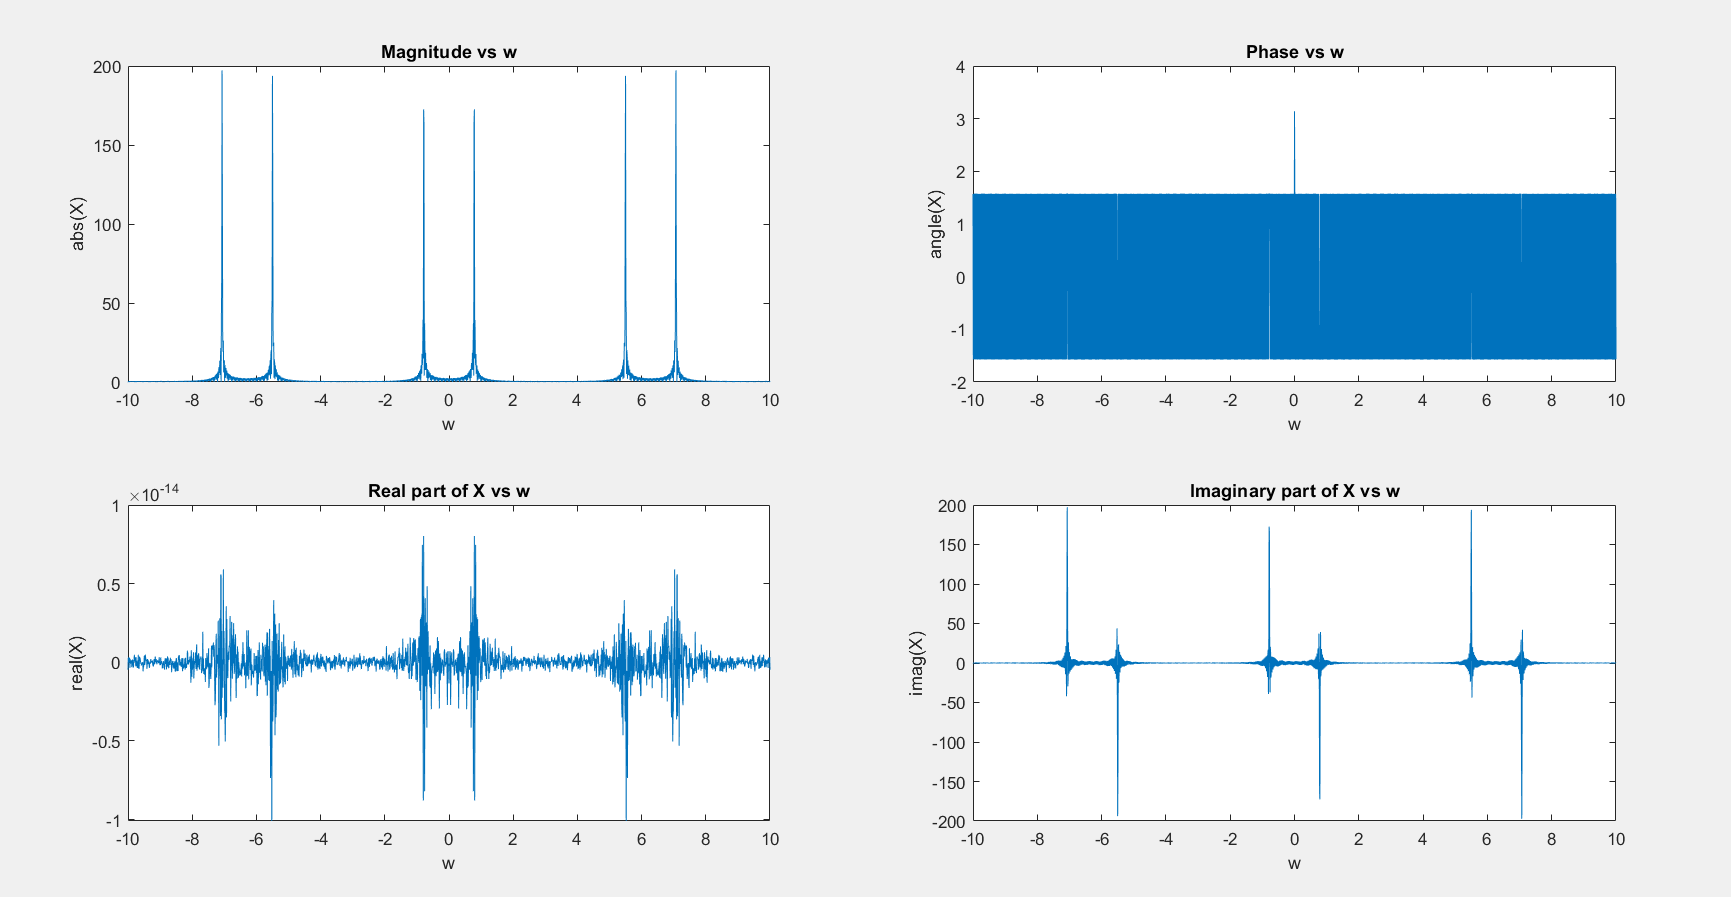 Magnitude vs w
200
150
100
50
0
abs(X)
-10 -8 -6 -4 -2 0 2 4 6 8 10
w
Phase vs w
4
3
2
1
0
-1
-2
angle(X)
-10 -8 -6 -4 -2 0 2 4 6 8 10
w
Real part of X vs w
×10-14
1
0.5
0
-0.5
-1
real(X)
-10 -8 -6 -4 -2 0 2 4 6 8 10
w
Imaginary part of X vs w
200
150
100
50
0
-50
-100
-150
-200
imag(X)
-10 -8 -6 -4 -2 0 2 4 6 8 10
w